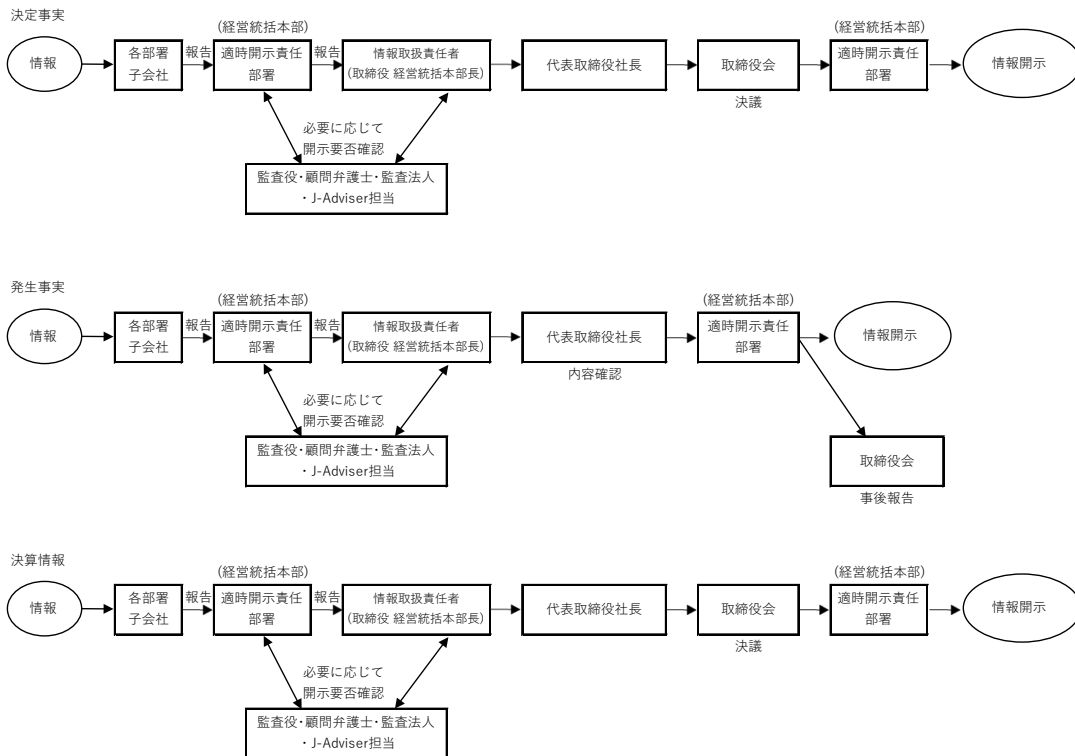 決定事実
(経営統括本部)
(経営統括本部)
情報
各部署
子会社
報告
適時開示責任
部署
報告
情報取扱責任者
(取締役 経営統括本部長)
代表取締役社長
取締役会
決議
適時開示責任
部署
情報開示
必要に応じて
開示要否確認
監査役・顧問弁護士・監査法人
・J-Adviser担当
発生事実
(経営統括本部)
(経営統括本部)
情報
各部署
子会社
報告
適時開示責任
部署
報告
情報取扱責任者
(取締役 経営統括本部長)
代表取締役社長
内容確認
適時開示責任
部署
情報開示
必要に応じて
開示要否確認
監査役・顧問弁護士・監査法人
・J-Adviser担当
取締役会
事後報告
決算情報
(経営統括本部)
(経営統括本部)
情報
各部署
子会社
報告
適時開示責任
部署
報告
情報取扱責任者
(取締役 経営統括本部長)
代表取締役社長
取締役会
決議
適時開示責任
部署
情報開示
必要に応じて
開示要否確認
監査役・顧問弁護士・監査法人
・J-Adviser担当